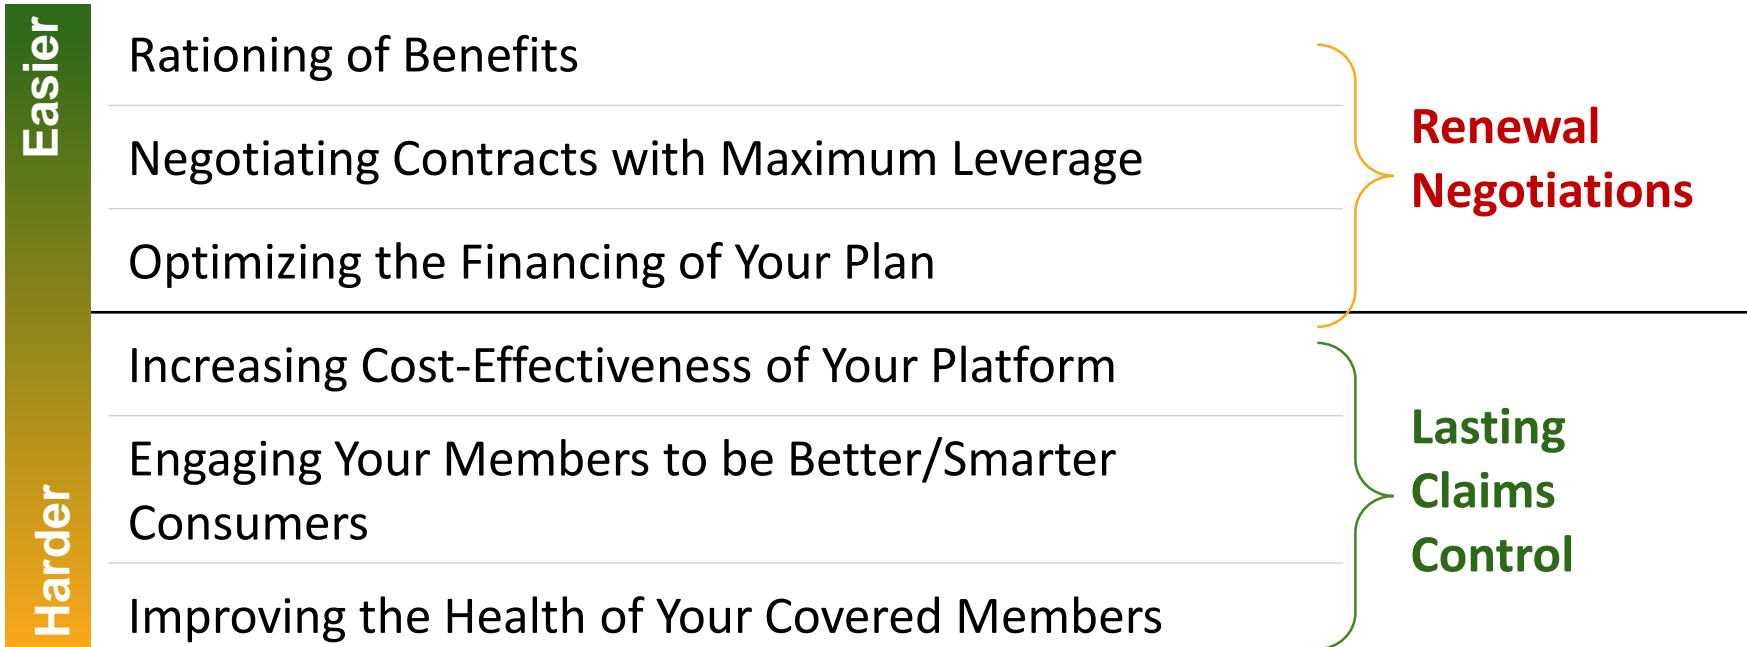 Easier
Rationing of Benefits
Negotiating Contracts with Maximum Leverage
Optimizing the Financing of Your Plan
Renewal
Negotiations
Harder
Increasing Cost-Effectiveness of Your Platform
Engaging Your Members to be Better/Smarter
Consumers
Improving the Health of Your Covered Members
Lasting
Claims
Control